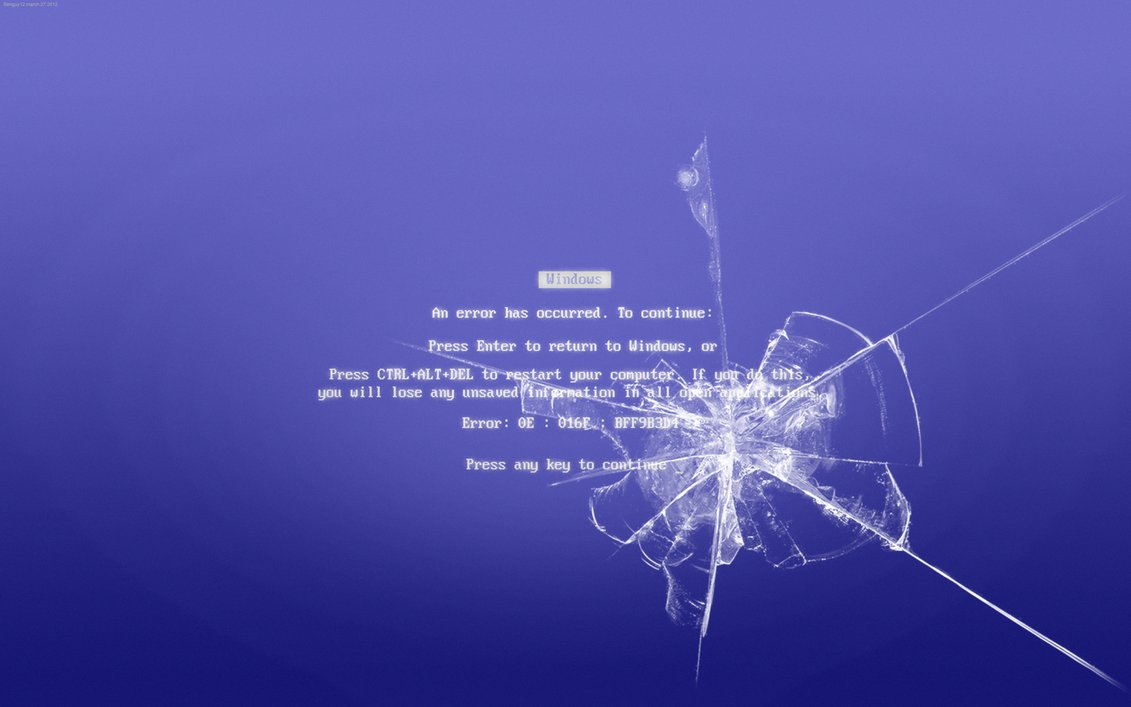 Windows
An error has occurred. To continue:
Press Enter to return to Windows, or
Press CTRL+ALT+DEL to restart your computer. If you do this,
you will lose any unsaved information in all open applications.
Error: 0E : 016F : BFF9B3D4
Press any key to continue